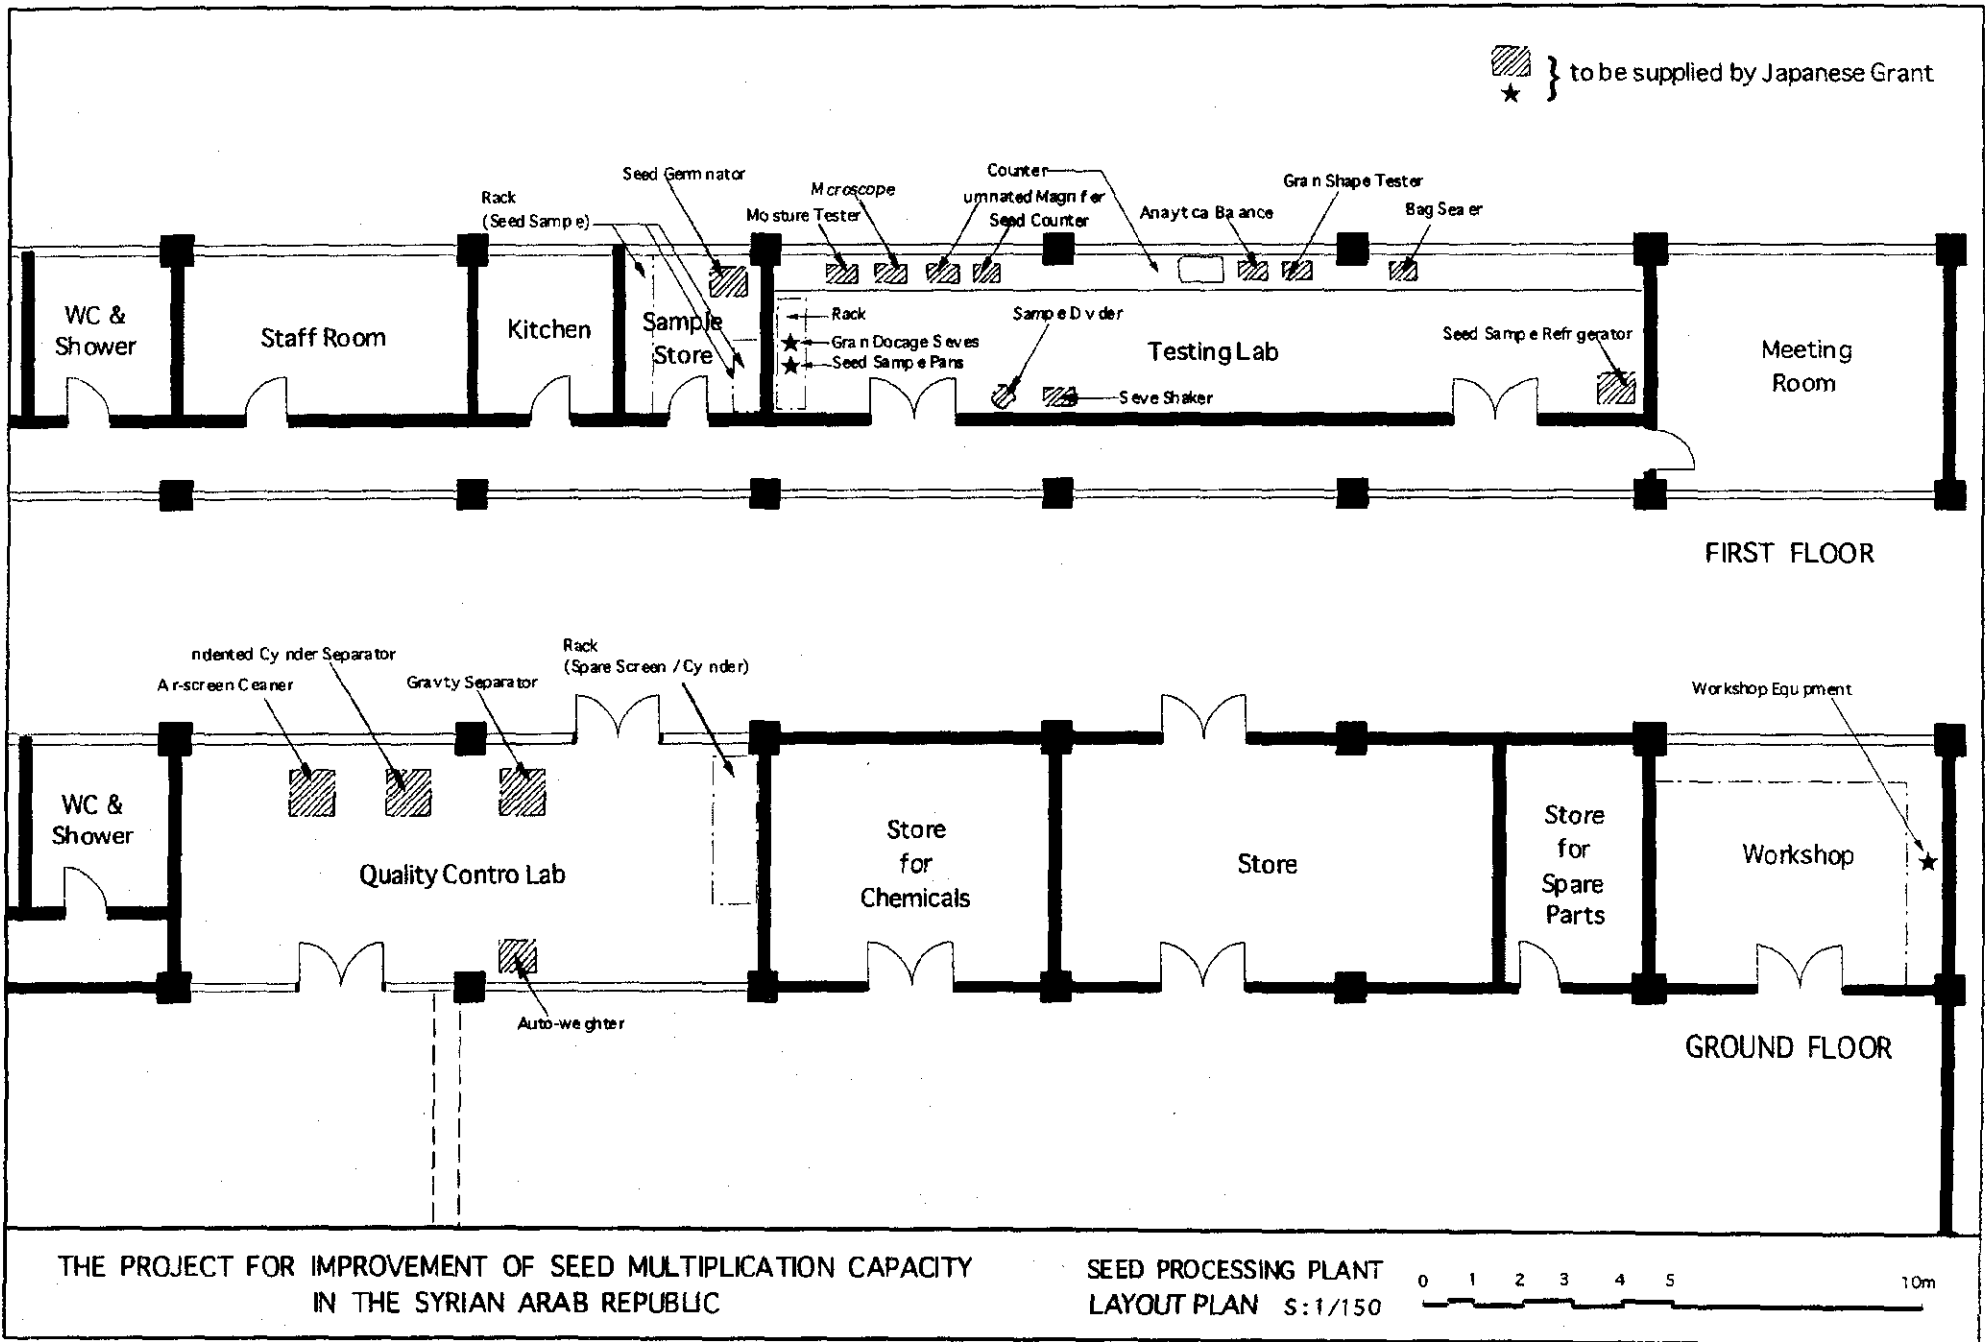 to be supplied by Japanese Grant
Seed Germ nator
Rack
(Seed Sample)
M croscope
Mo sture Tester
Counter
umnated Magn fer
Seed Counter
Gra n Shape Tester
Anayt ca Ba ance
Bag Sea er
WC &
Shower
Staff Room
Kitchen
Sample
Store
Rack
Gra n Docage S eves
Seed Samp e Pans
Samp e D v der
Testing Lab
S eve Shaker
Seed Samp e Refr gerator
Meeting
Room
FIRST FLOOR
ndented Cy nder Separator
A r-screen C eaner
Grav ty Separator
Rack
(Spare Screen / Cy nder)
Workshop Equ pment
WC &
Shower
Quality Contro Lab
Store
for
Chemicals
Store
Store
for
Spare
Parts
Workshop
Auto-we ghter
GROUND FLOOR
THE PROJECT FOR IMPROVEMENT OF SEED MULTIPLICATION CAPACITY
IN THE SYRIAN ARAB REPUBLIC
SEED PROCESSING PLANT
LAYOUT PLAN S:1/150
0 1 2 3 4 5 10m